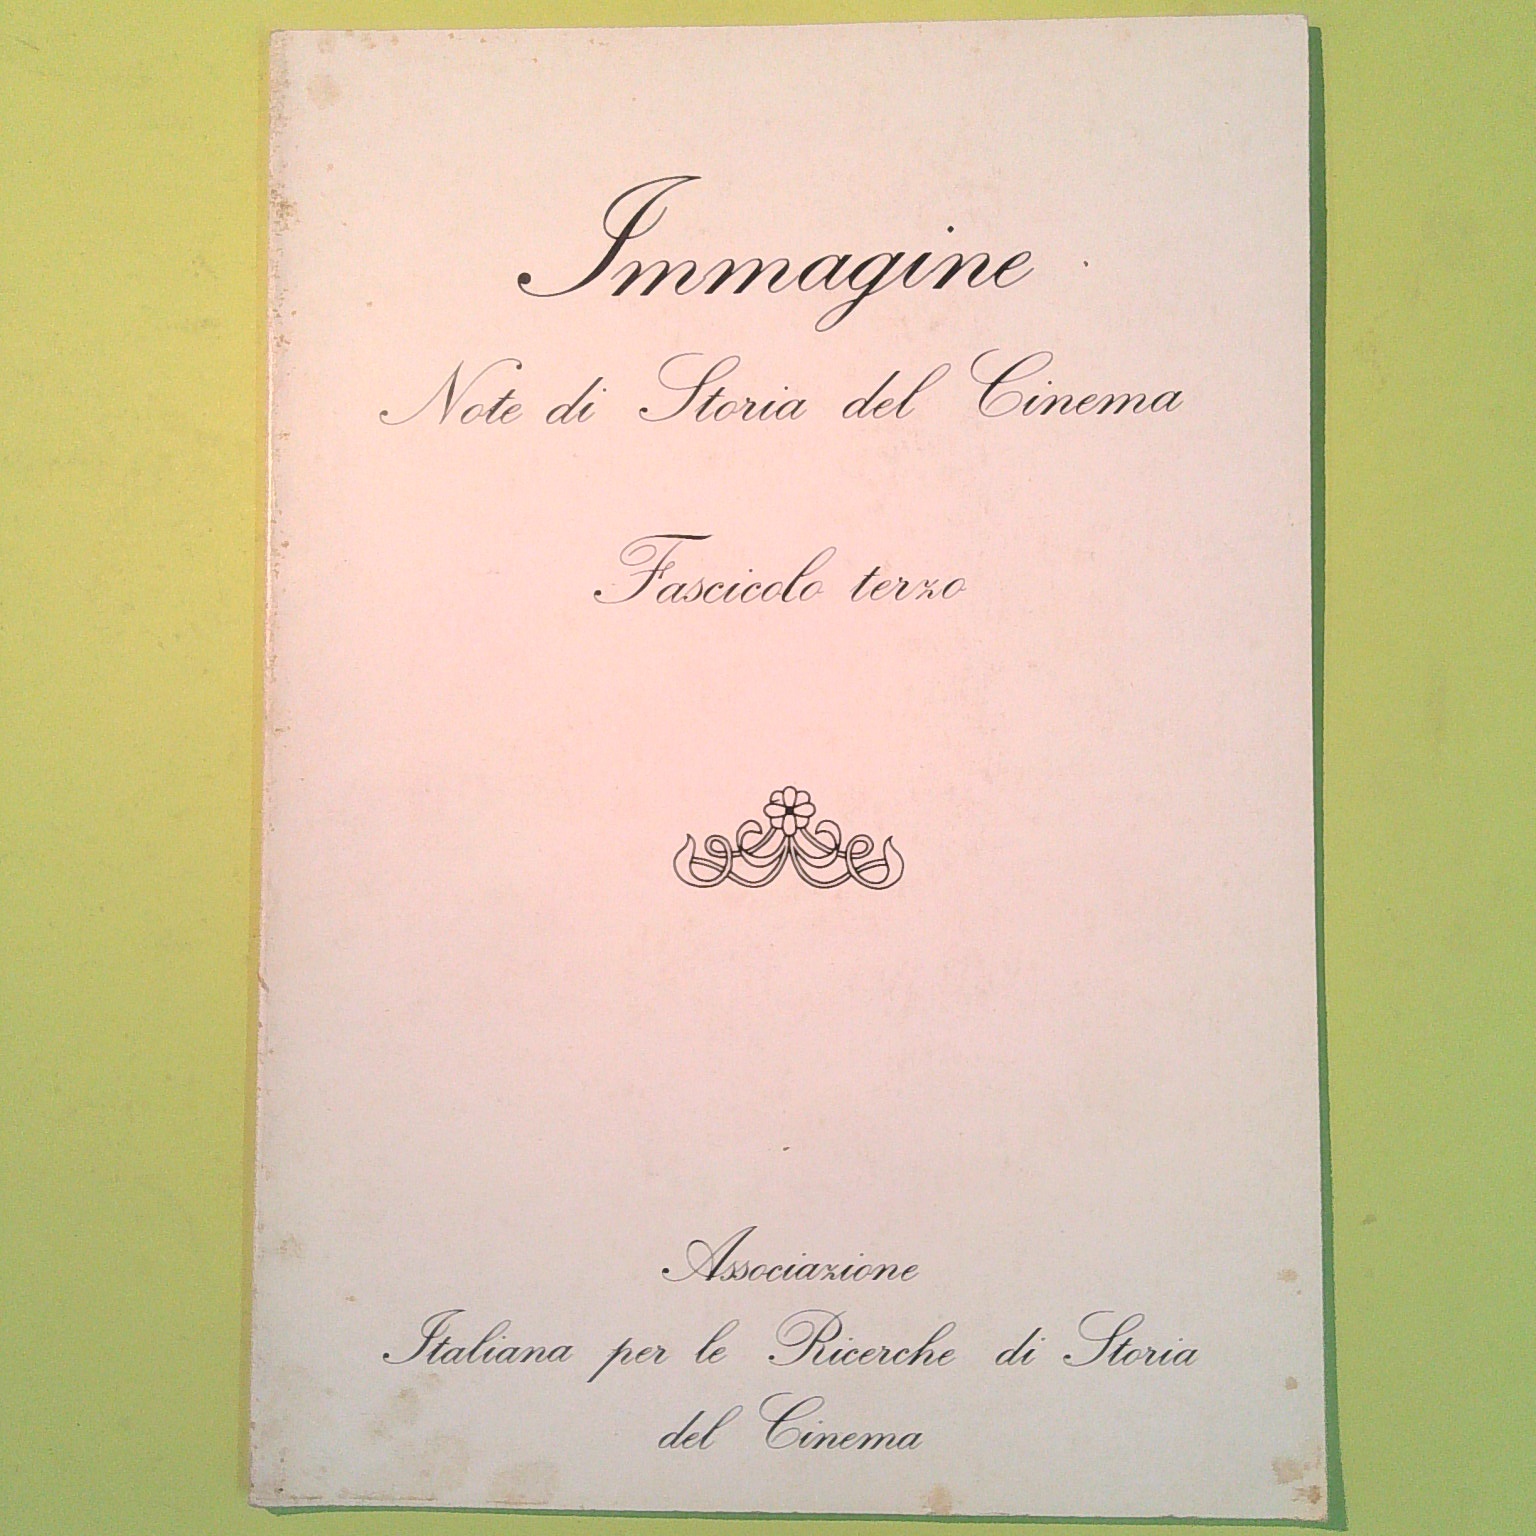 Immagine
Note di Storia del Cinema
Fascicolo terzo
Associazione
Italiana per le Ricerche di Storia
del Cinema